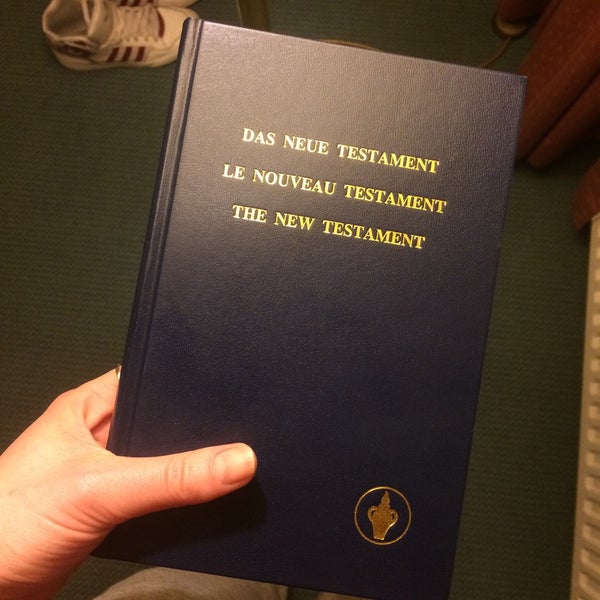 DAS NEUE TESTAMENT
LE NOUVEAU TESTAMENT
THE NEW TESTAMENT